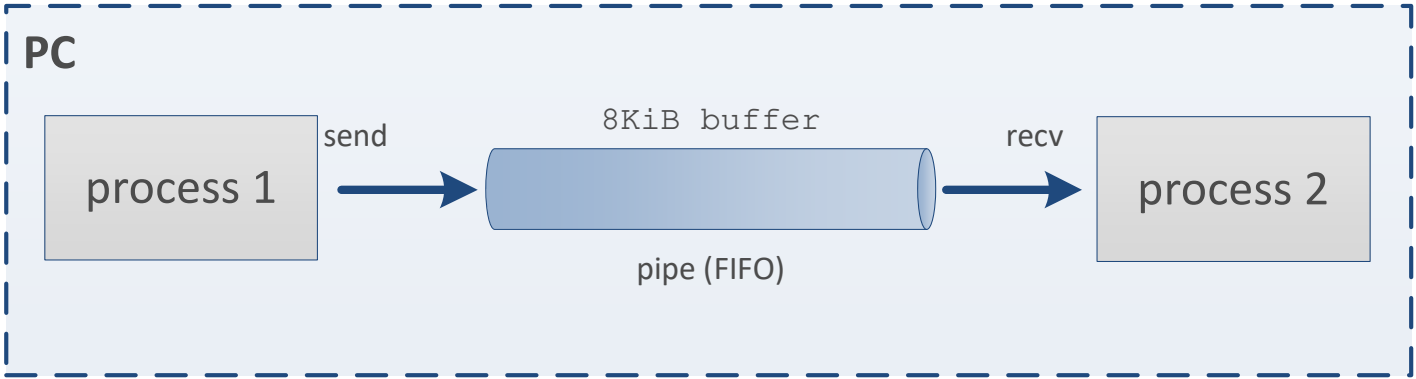 PC
process 1
send
8KiB buffer
pipe (FIFO)
recv
process 2